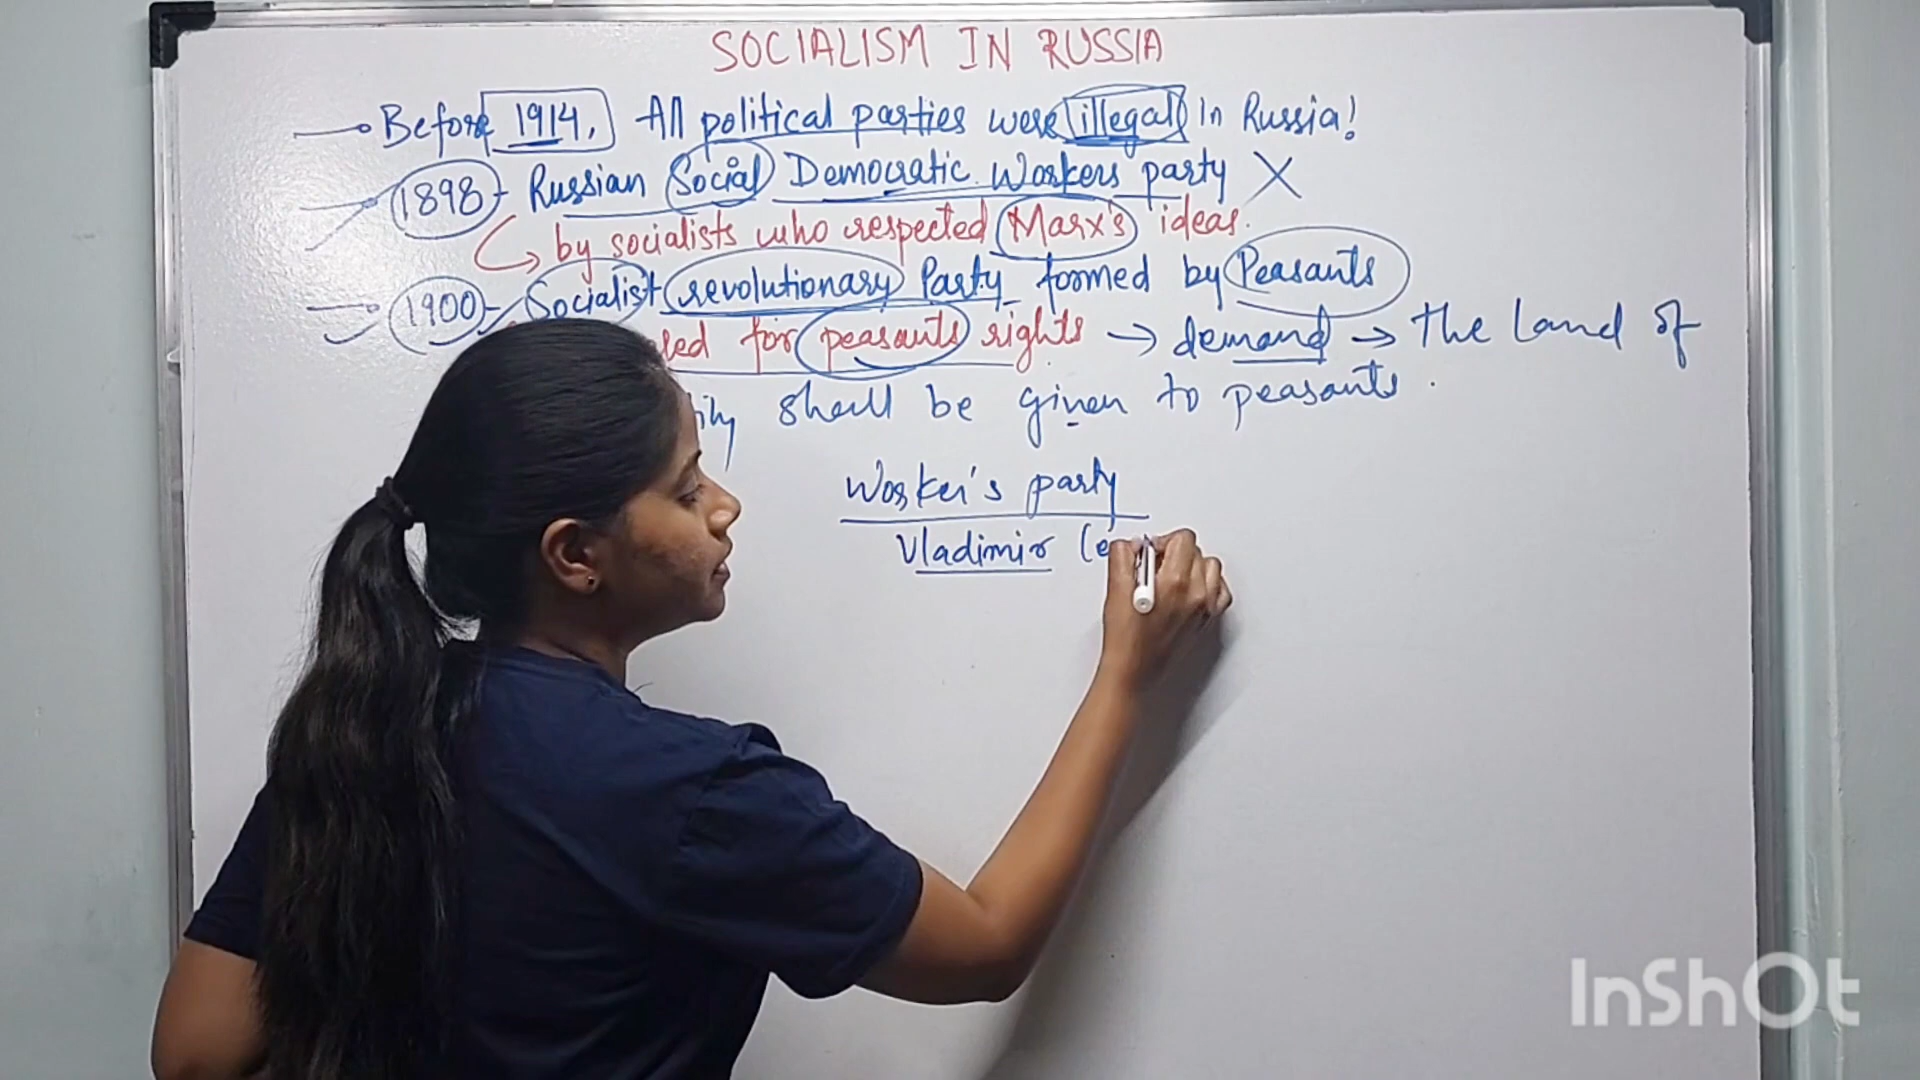 SOCIALISM IN RUSSIA
Before 1914, All political parties were illegal In Russia!
1898 - Russian Social Democratic Workers party X
by socialists who respected Marx's ideas.
1900 - Socialist revolutionary Party formed by Peasants
for peasants rights → demand → the land of
shall be given to peasants.
Worker's party
Vladimir
InShOt